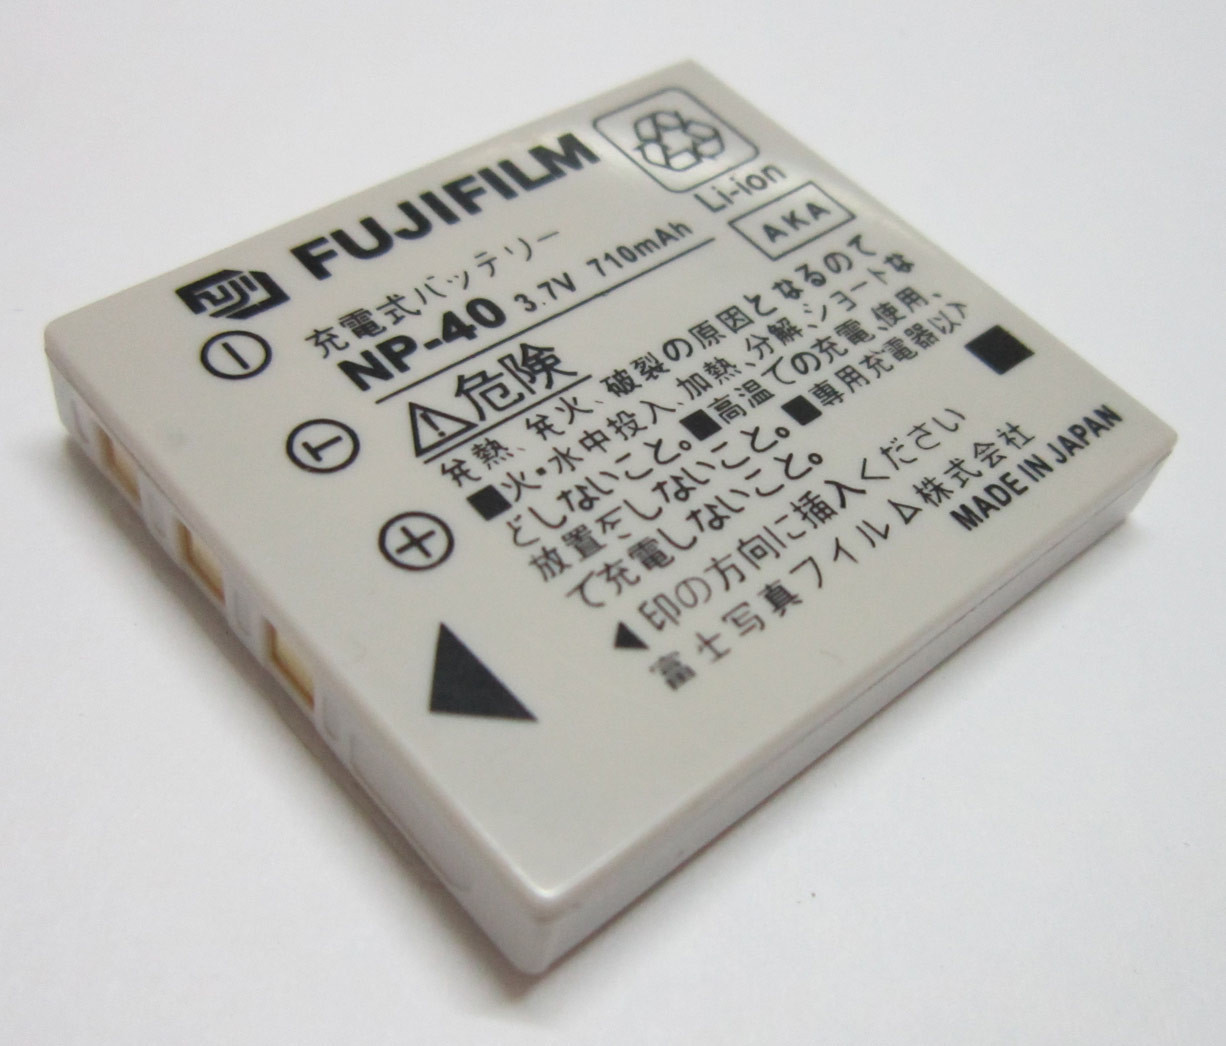 FUJI FUJIFILM
Li-ion
充電式バッテリー
AKA
NP-40 3.7V 710mAh
⚠危険
発熱、発火、破裂の原因となるので
■火・水中投入、加熱、分解、ショートな
どしないこと。■高温での充電、使用、
放置をしないこと。■専用充電器以外
で充電しないこと。
◀印の方向に挿入ください
富士写真フイルム株式会社
MADE IN JAPAN